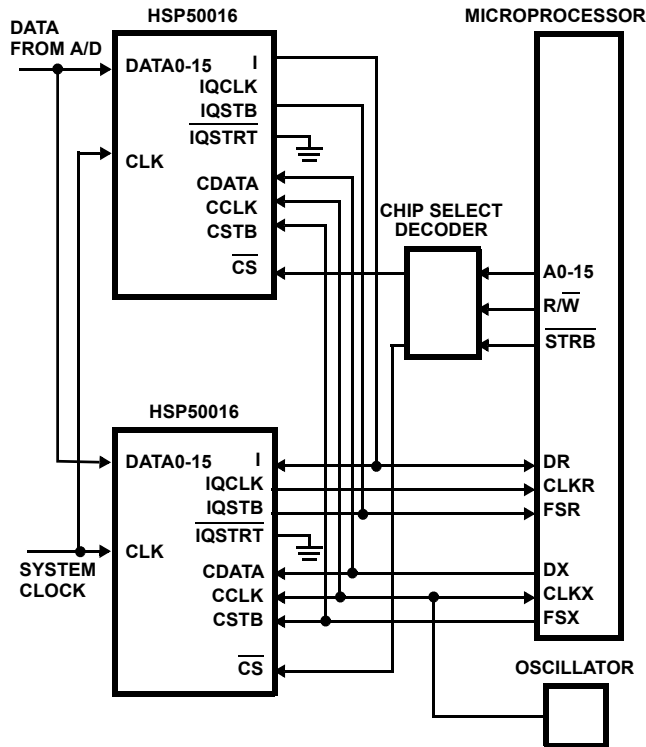 HSP50016
MICROPROCESSOR
DATA
FROM A/D
DATA0-15
I
IQCLK
IQSTB
IQSTRT
CLK
CDATA
CCLK
CSTB
CS
CHIP SELECT
DECODER
A0-15
R/W
STRB
HSP50016
DATA0-15
I
IQCLK
IQSTB
IQSTRT
CLK
CDATA
CCLK
CSTB
CS
SYSTEM
CLOCK
DR
CLKR
FSR
DX
CLKX
FSX
OSCILLATOR